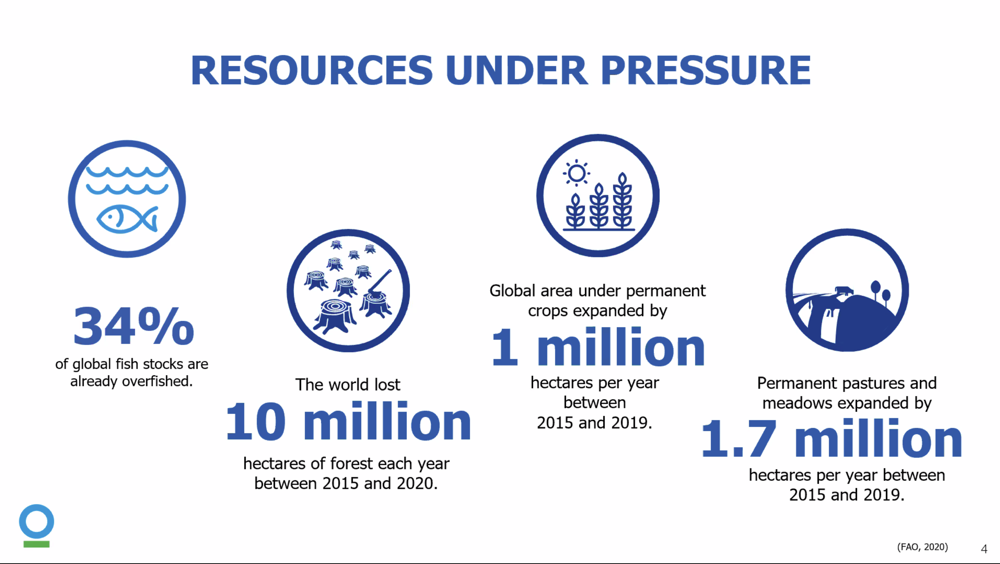 RESOURCES UNDER PRESSURE
34%
of global fish stocks are
already overfished.
The world lost
10 million
hectares of forest each year
between 2015 and 2020.
Global area under permanent
crops expanded by
1 million
hectares per year
between
2015 and 2019.
Permanent pastures and
meadows expanded by
1.7 million
hectares per year between
2015 and 2019.
(FAO, 2020)
4